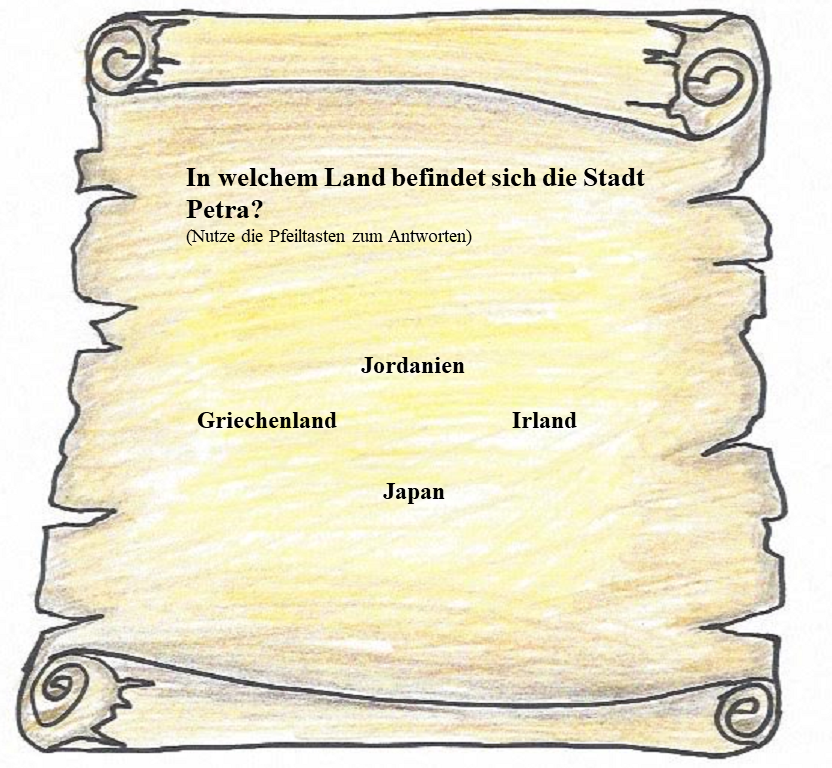 In welchem Land befindet sich die Stadt
Petra?
(Nutze die Pfeiltasten zum Antworten)
Jordanien
Griechenland Irland
Japan